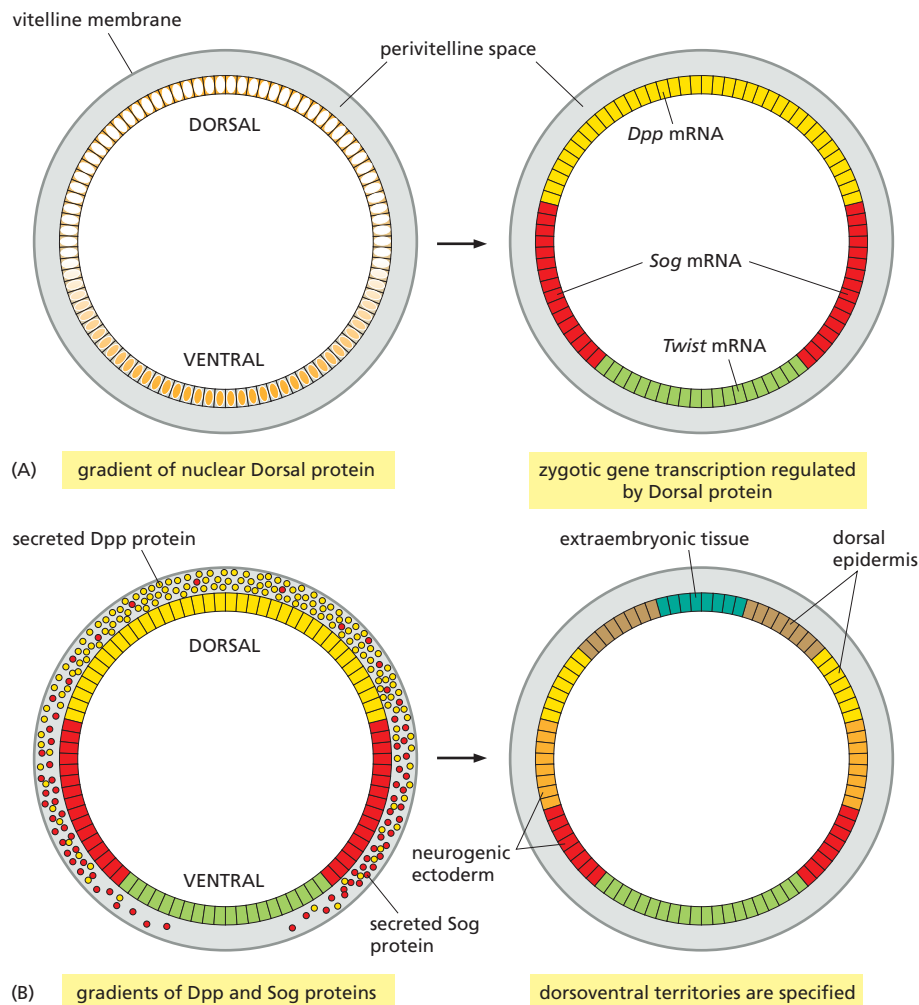 vitelline membrane
perivitelline space
DORSAL
Dpp mRNA
Sog mRNA
VENTRAL
Twist mRNA
(A)
gradient of nuclear Dorsal protein
zygotic gene transcription regulated
by Dorsal protein
secreted Dpp protein
extraembryonic tissue
dorsal
epidermis
DORSAL
neurogenic
ectoderm
VENTRAL
secreted Sog
protein
(B)
gradients of Dpp and Sog proteins
dorsoventral territories are specified